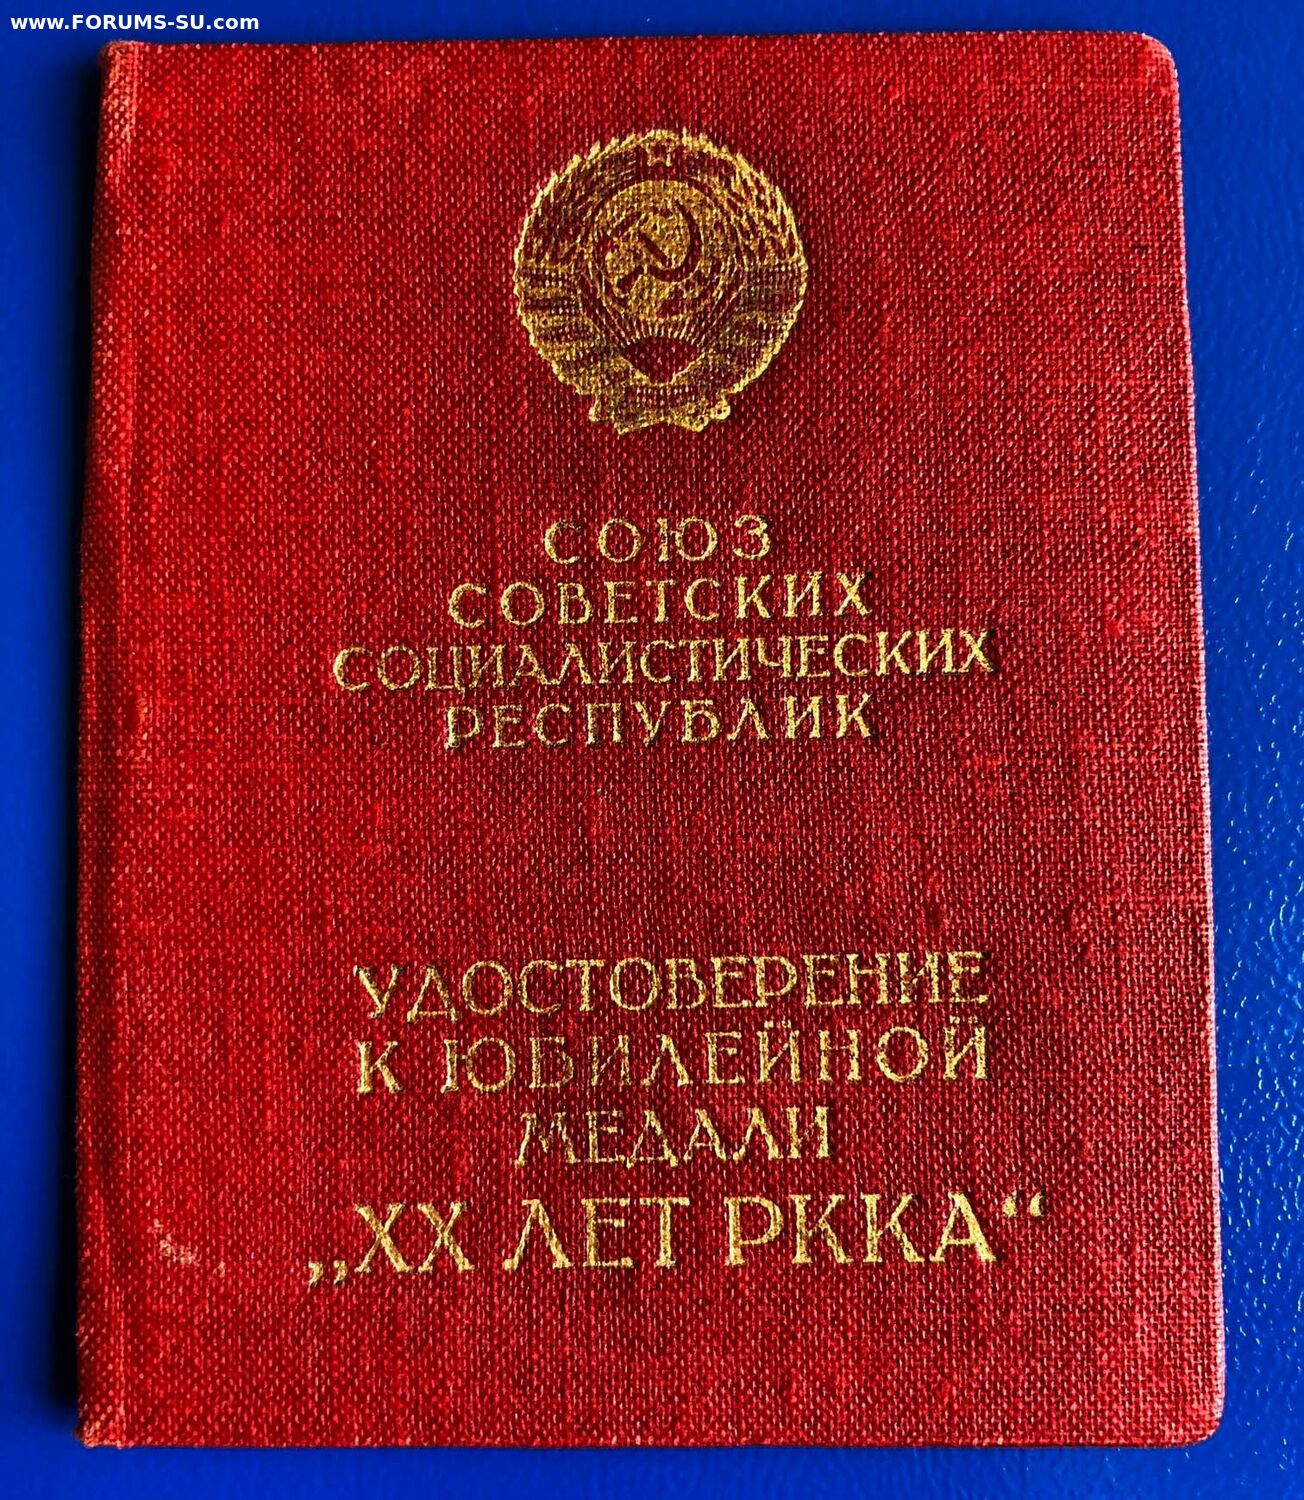 www.FORUMS-SU.com
СОЮЗ
СОВЕТСКИХ
СОЦИАЛИСТИЧЕСКИХ
РЕСПУБЛИК
УДОСТОВЕРЕНИЕ
К ЮБИЛЕЙНОЙ
МЕДАЛИ
„XX ЛЕТ РККА“